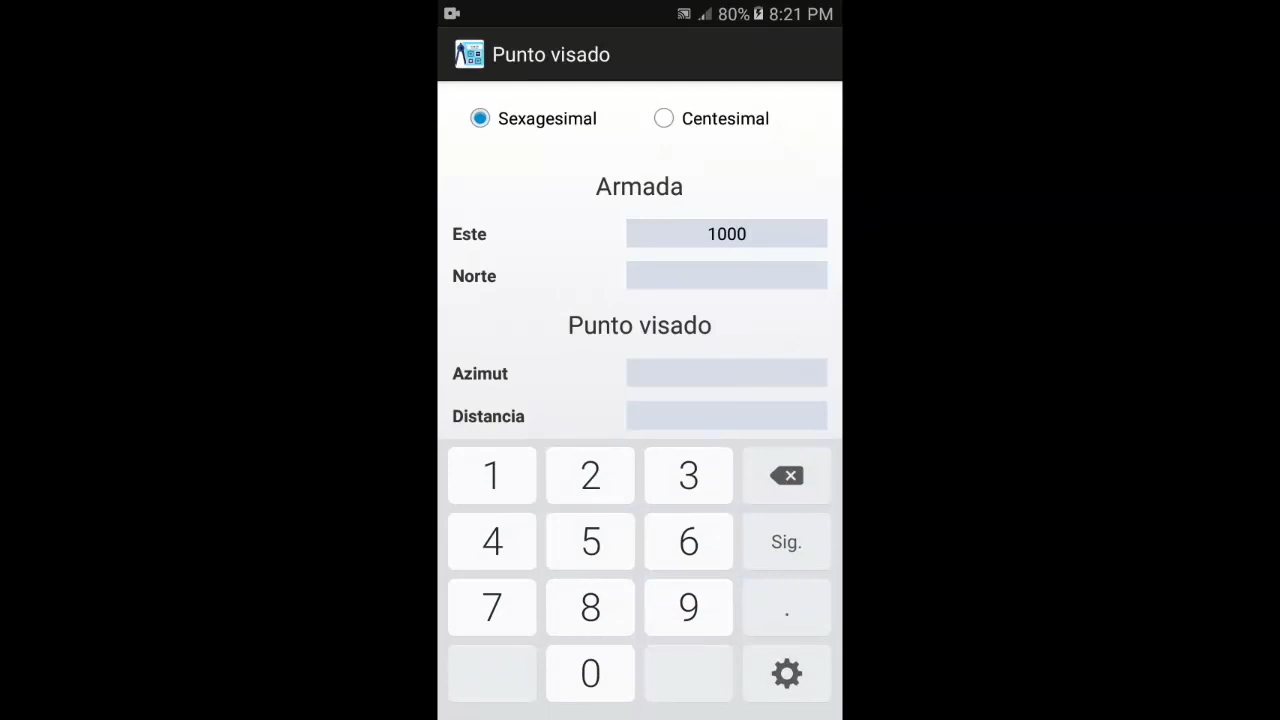 80% 8:21 PM
Punto visado
Sexagesimal Centesimal
Armada
Este 1000
Norte
Punto visado
Azimut
Distancia
1 2 3
4 5 6 Sig.
7 8 9 .
0